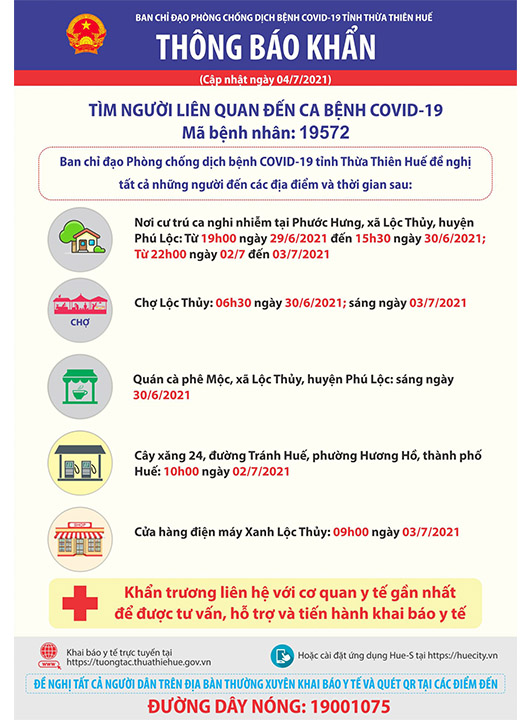 BAN CHỈ ĐẠO PHÒNG CHỐNG DỊCH BỆNH COVID-19 TỈNH THỪA THIÊN HUẾ
THÔNG BÁO KHẨN
(Cập nhật ngày 04/7/2021)
TÌM NGƯỜI LIÊN QUAN ĐẾN CA BỆNH COVID-19
Mã bệnh nhân: 19572
Ban chỉ đạo Phòng chống dịch bệnh COVID-19 tỉnh Thừa Thiên Huế đề nghị
tất cả những người đến các địa điểm và thời gian sau:
Nơi cư trú ca nghi nhiễm tại Phước Hưng, xã Lộc Thủy, huyện
Phú Lộc: Từ 19h00 ngày 29/6/2021 đến 15h30 ngày 30/6/2021;
Từ 22h00 ngày 02/7 đến 03/7/2021
CHỢ
Chợ Lộc Thủy: 06h30 ngày 30/6/2021; sáng ngày 03/7/2021
Quán cà phê Mộc, xã Lộc Thủy, huyện Phú Lộc: sáng ngày
30/6/2021
Cây xăng 24, đường Tránh Huế, phường Hương Hồ, thành phố
Huế: 10h00 ngày 02/7/2021
SHOP
Cửa hàng điện máy Xanh Lộc Thủy: 09h00 ngày 03/7/2021
Khẩn trương liên hệ với cơ quan y tế gần nhất
để được tư vấn, hỗ trợ và tiến hành khai báo y tế
Khai báo y tế trực tuyến tại
https://tuongtac.thuathienhue.gov.vn
Hoặc cài đặt ứng dụng Hue-S tại https://huecity.vn
ĐỀ NGHỊ TẤT CẢ NGƯỜI DÂN TRÊN ĐỊA BÀN THƯỜNG XUYÊN KHAI BÁO Y TẾ VÀ QUÉT QR TẠI CÁC ĐIỂM ĐẾN
ĐƯỜNG DÂY NÓNG: 19001075